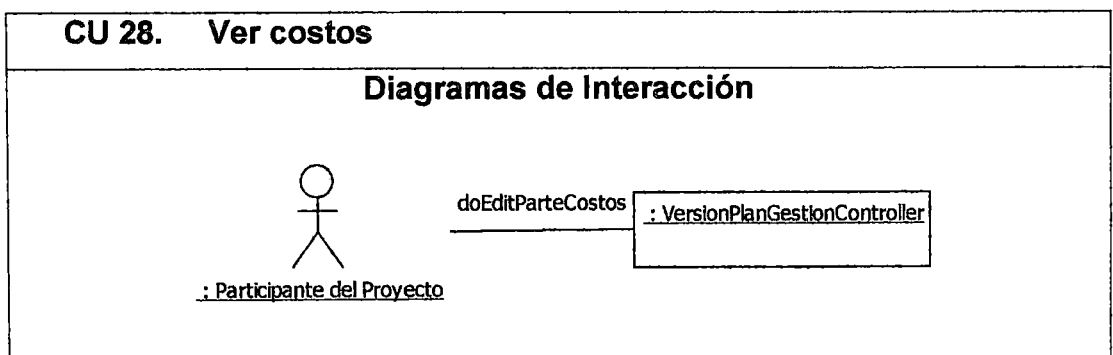 CU 28. Ver costos
Diagramas de Interacción
doEditParteCostos
: VersionPlanGestionController
: Participante del Proyecto